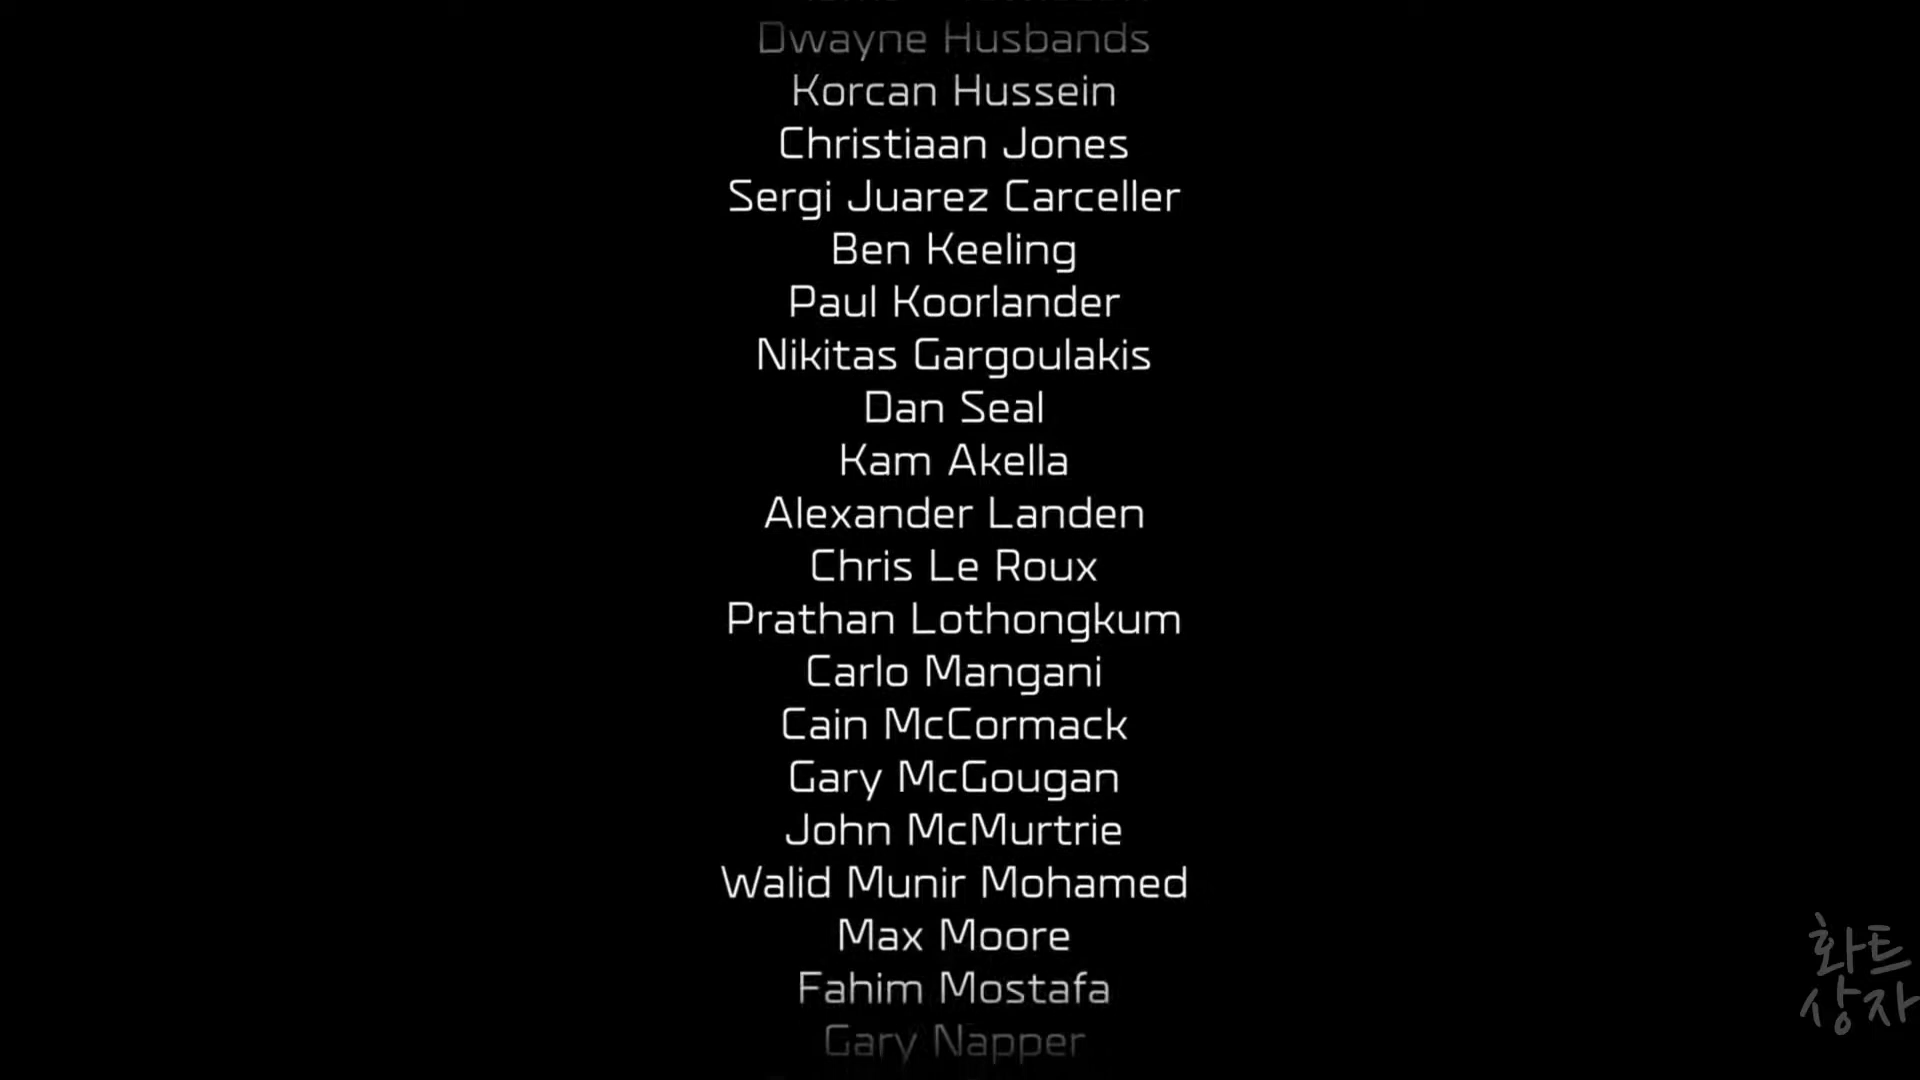 Dwayne Husbands
Korcan Hussein
Christiaan Jones
Sergi Juarez Carceller
Ben Keeling
Paul Koorlander
Nikitas Gargoulakis
Dan Seal
Kam Akella
Alexander Landen
Chris Le Roux
Prathan Lothongkum
Carlo Mangani
Cain McCormack
Gary McGougan
John McMurtrie
Walid Munir Mohamed
Max Moore
Fahim Mostafa
Gary Napper
화트
상자